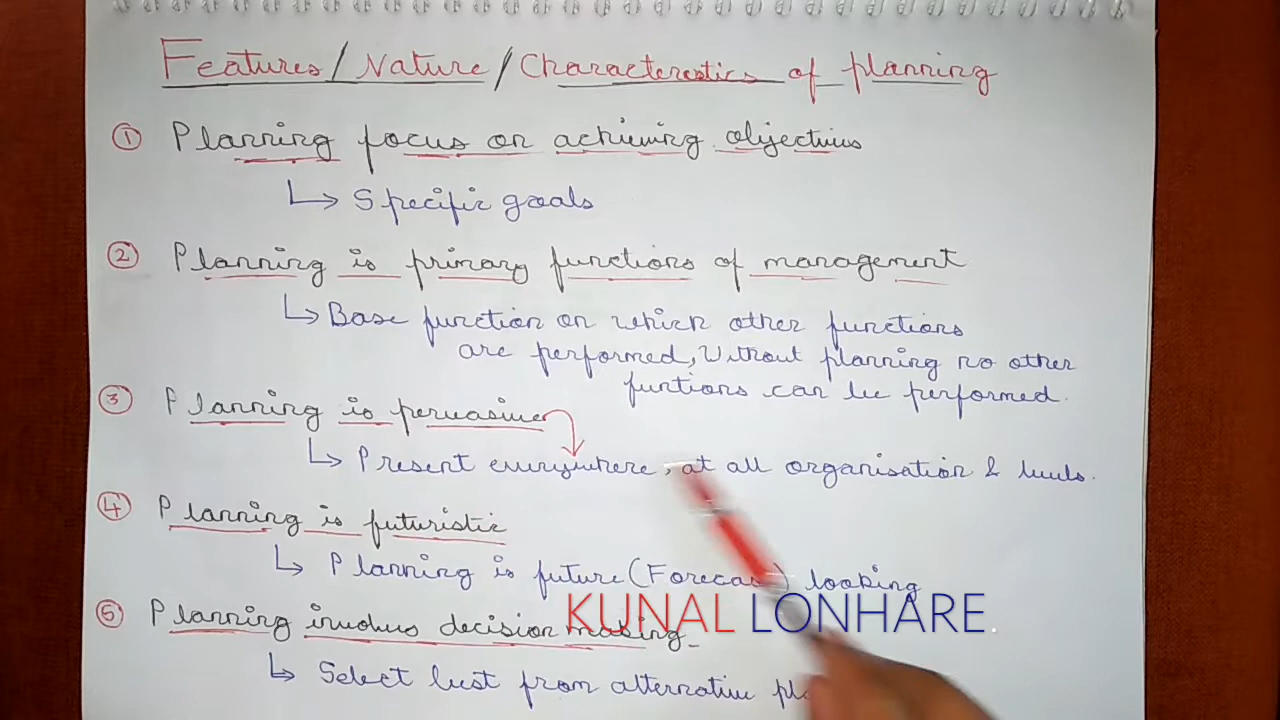 Features/Nature/Characterestics of planning
① Planning focus on achieving objectives
↳ Specific goals
② Planning is primary functions of management
↳ Base function on which other functions
are performed, Without planning no other
funtions can be performed.
③ Planning is pervasive
↳ Present everywhere, at all organisation & levels.
④ Planning is futuristic
↳ Planning is future (Forecast) looking
⑤ Planning involves decision making
KUNAL LONHARE.
↳ Select best from alternative